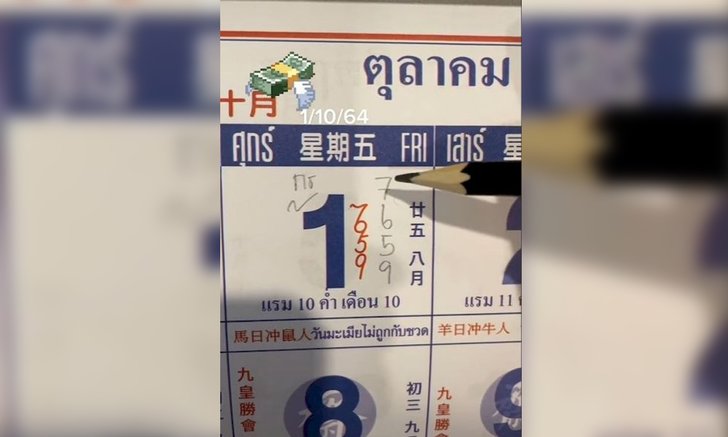 ตุลาคม
十月
1/10/64
ศุกร์ 星期五 FRI เสาร์ 星
1
7
6
5
9
7
6
5
9
廿五 八月
แรม 10 ค่ำ เดือน 10
แรม 11
馬日冲鼠人 วันมะเมียไม่ถูกกับชวด
羊日冲牛人
九皇勝會
8
初三 九
九皇勝